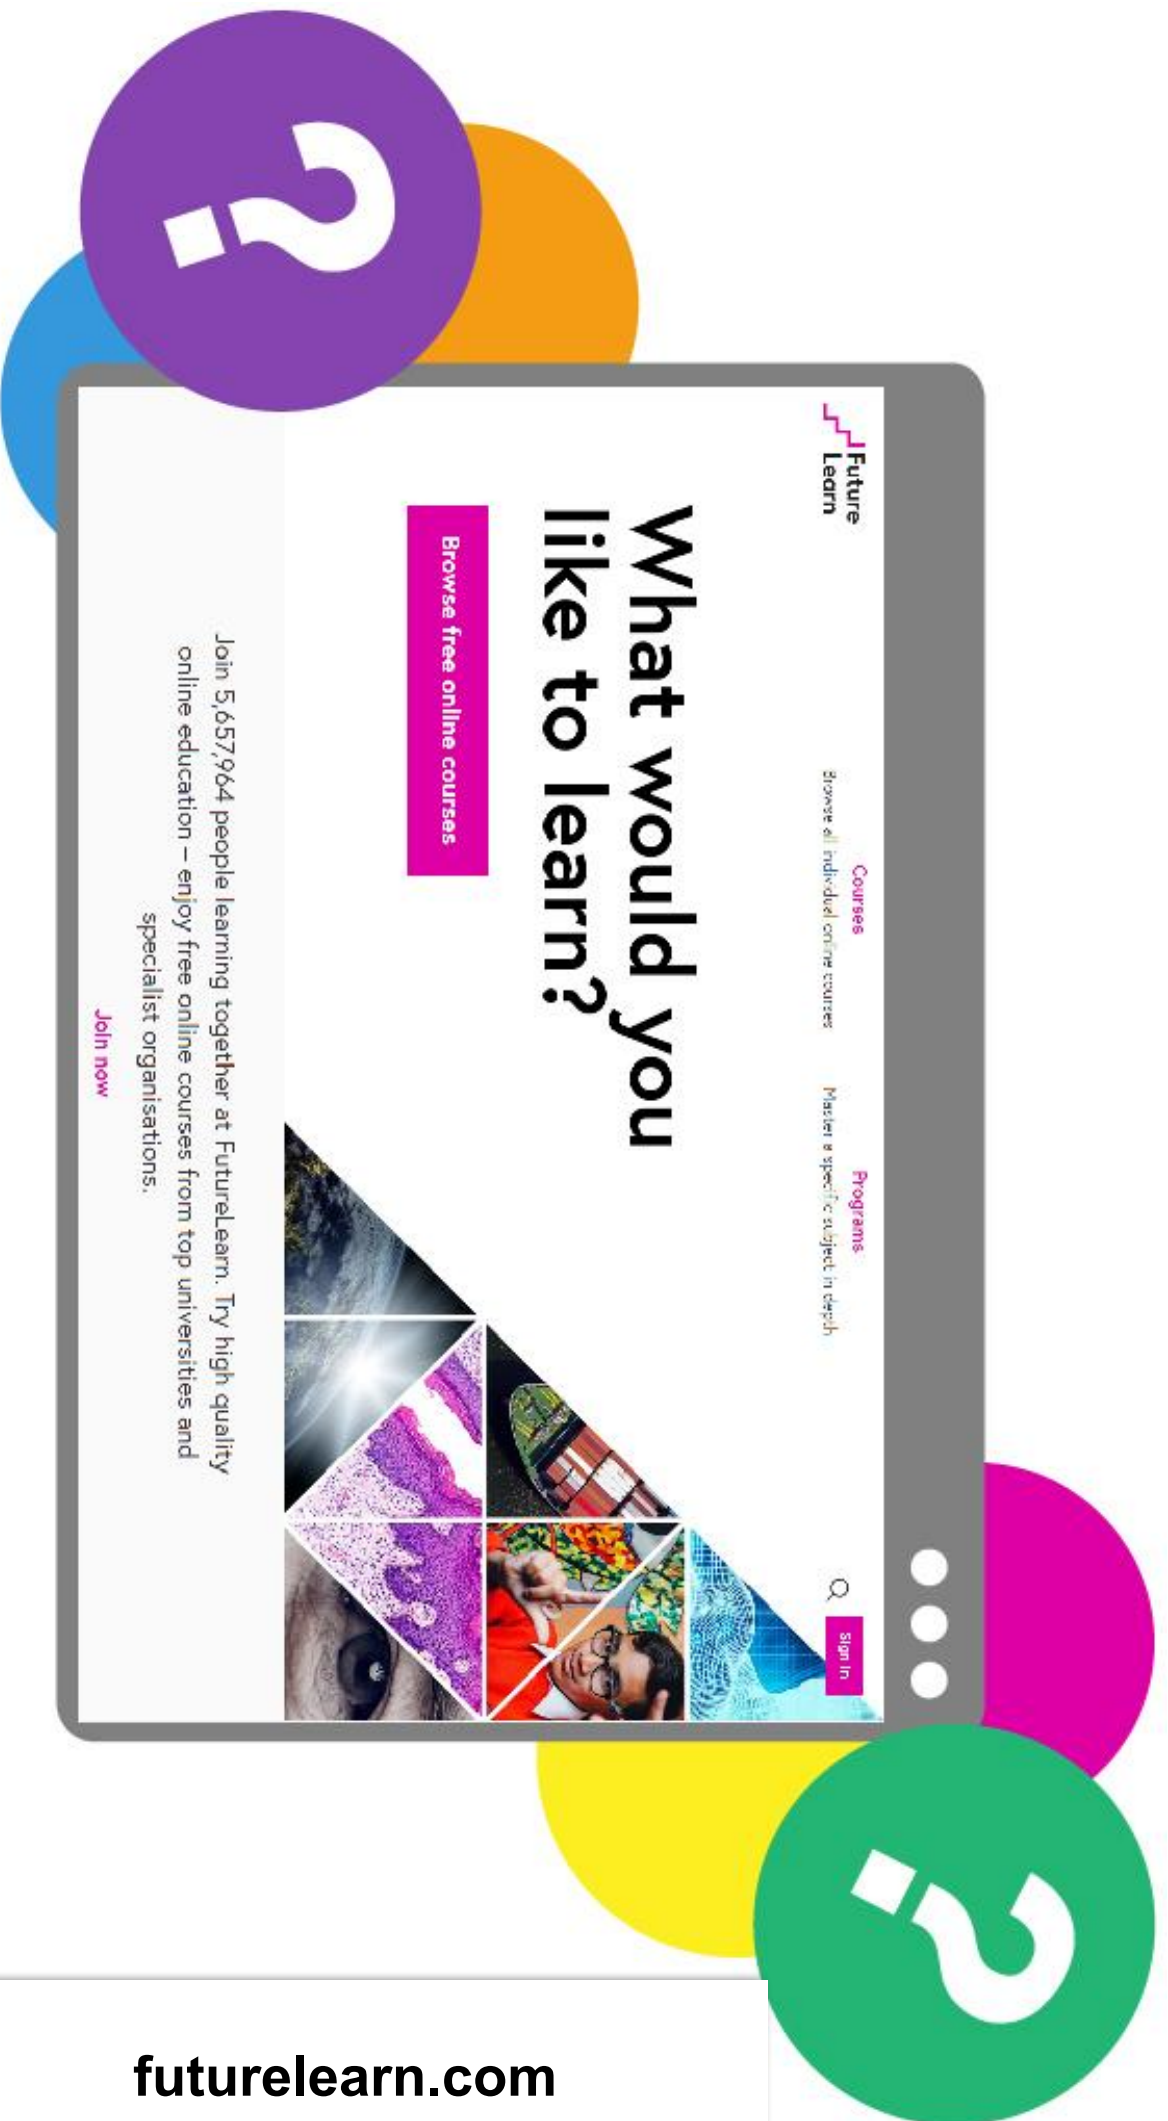 ?
Future
Learn
Courses
Browse all individual online courses
Programs
Master a specific subject in depth
Sign in
What would you
like to learn?
Browse free online courses
Join 5,657,964 people learning together at FutureLearn. Try high quality
online education – enjoy free online courses from top universities and
specialist organisations.
Join now
?
futurelearn.com